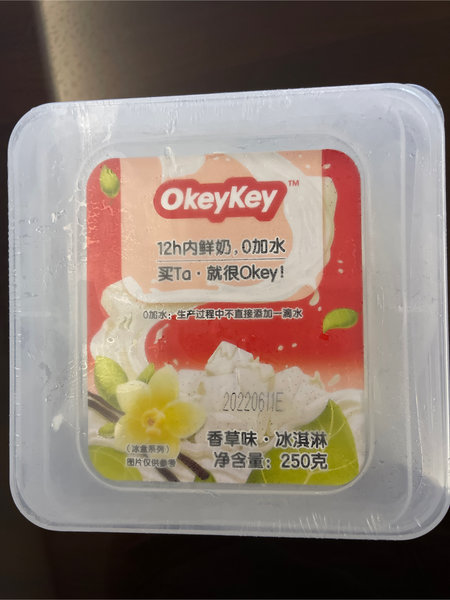 OkeyKey™
12h内鲜奶,0加水
买Ta·就很Okey!
0加水:生产过程中不直接添加一滴水
20220611E
香草味·冰淇淋
净含量:250克
(冰盒系列)
图片仅供参考